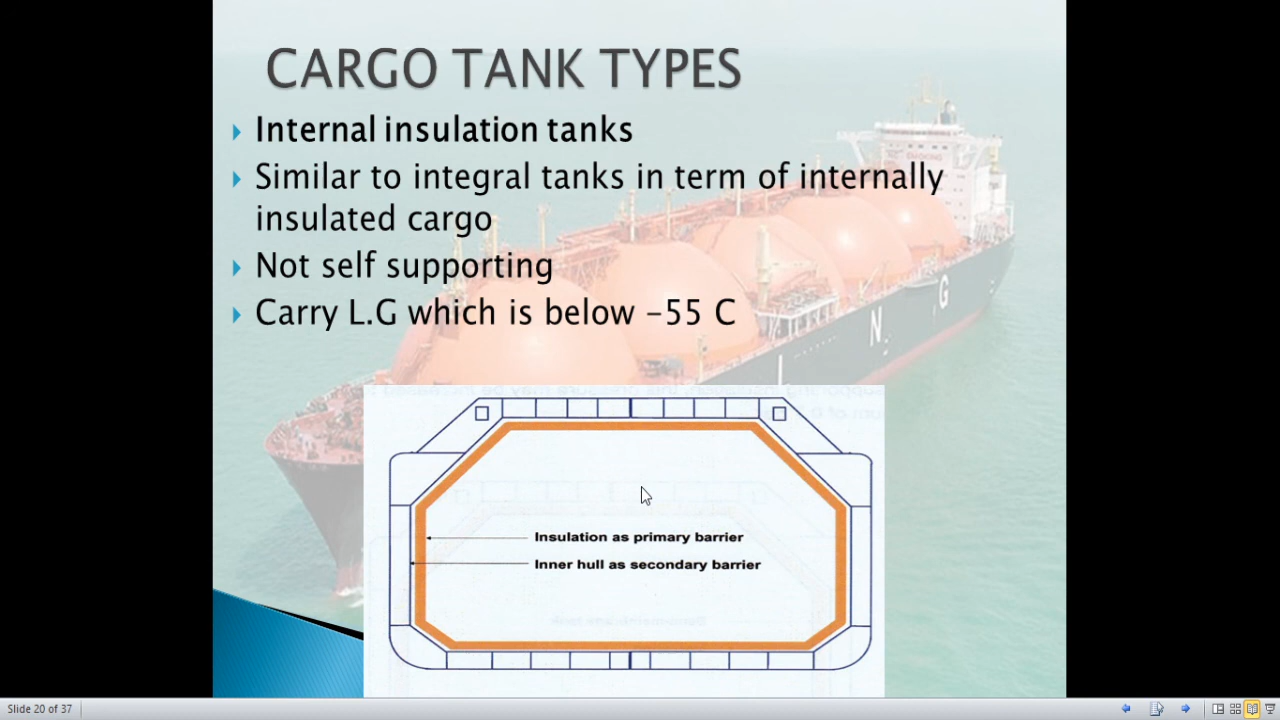 CARGO TANK TYPES
Internal insulation tanks
Similar to integral tanks in term of internally
insulated cargo
Not self supporting
Carry L.G which is below -55 C
L N G
Insulation as primary barrier
Inner hull as secondary barrier
Slide 20 of 37